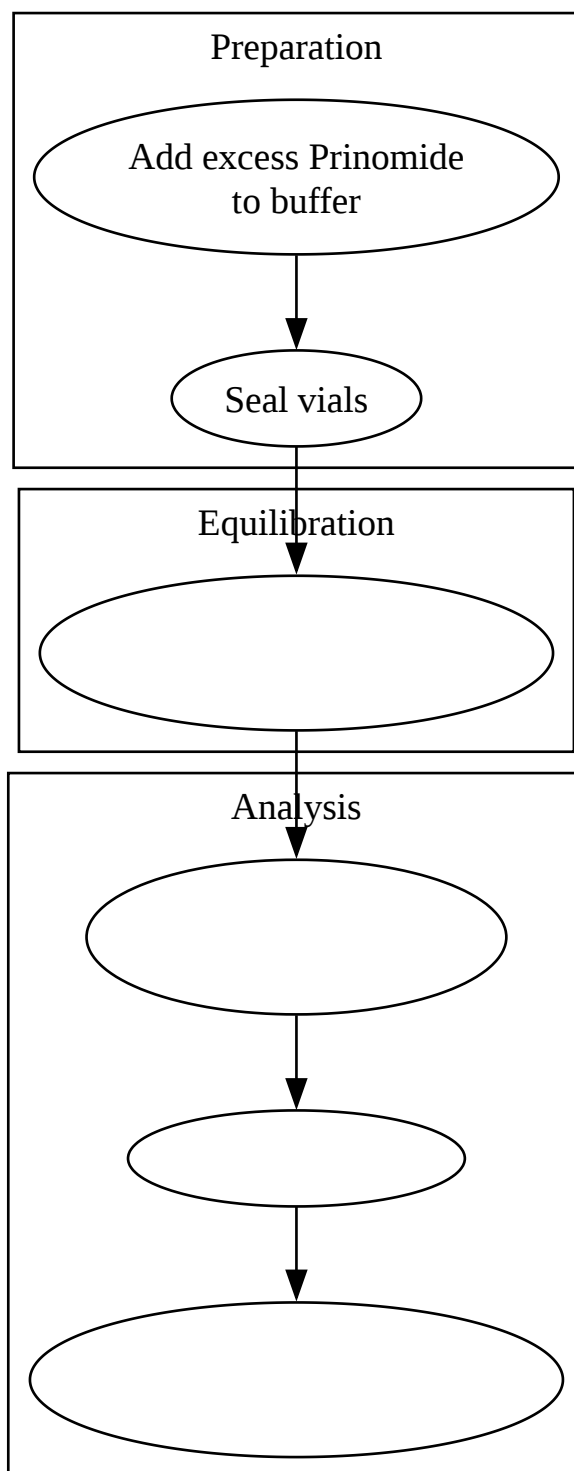 Preparation
Add excess Prinomide
to buffer
Seal vials
Equilibration
Analysis